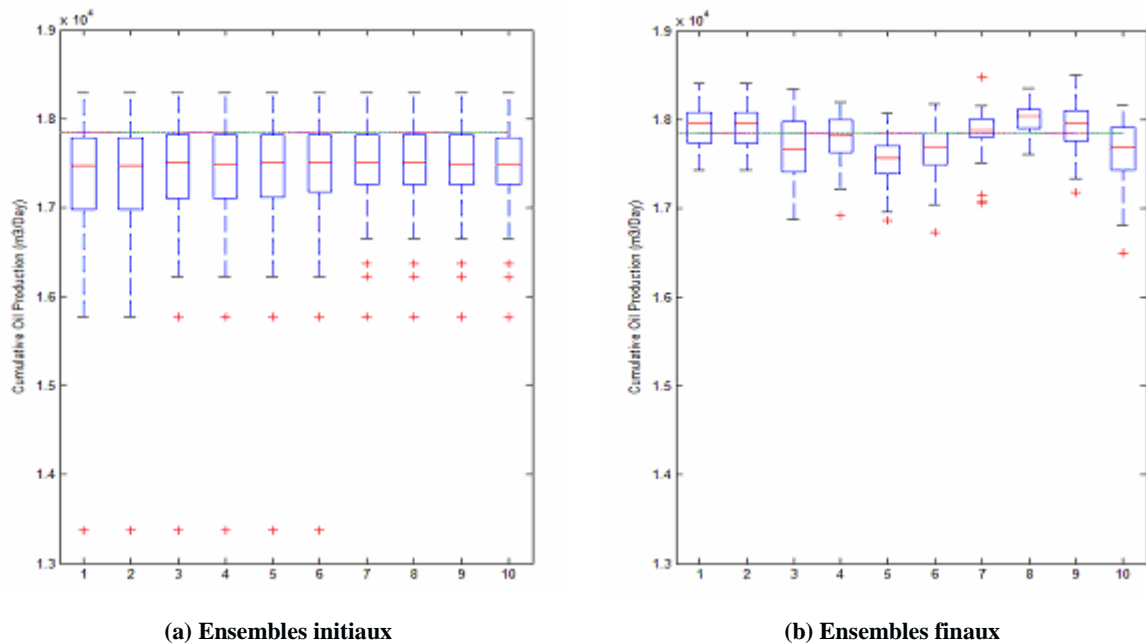 x 10⁴
1.9
1.8
1.7
1.6
1.5
1.4
1.3
Cumulative Oil Production (m3/Day)
1 2 3 4 5 6 7 8 9 10
(a) Ensembles initiaux
x 10⁴
1.9
1.8
1.7
1.6
1.5
1.4
1.3
Cumulative Oil Production (m3/Day)
1 2 3 4 5 6 7 8 9 10
(b) Ensembles finaux